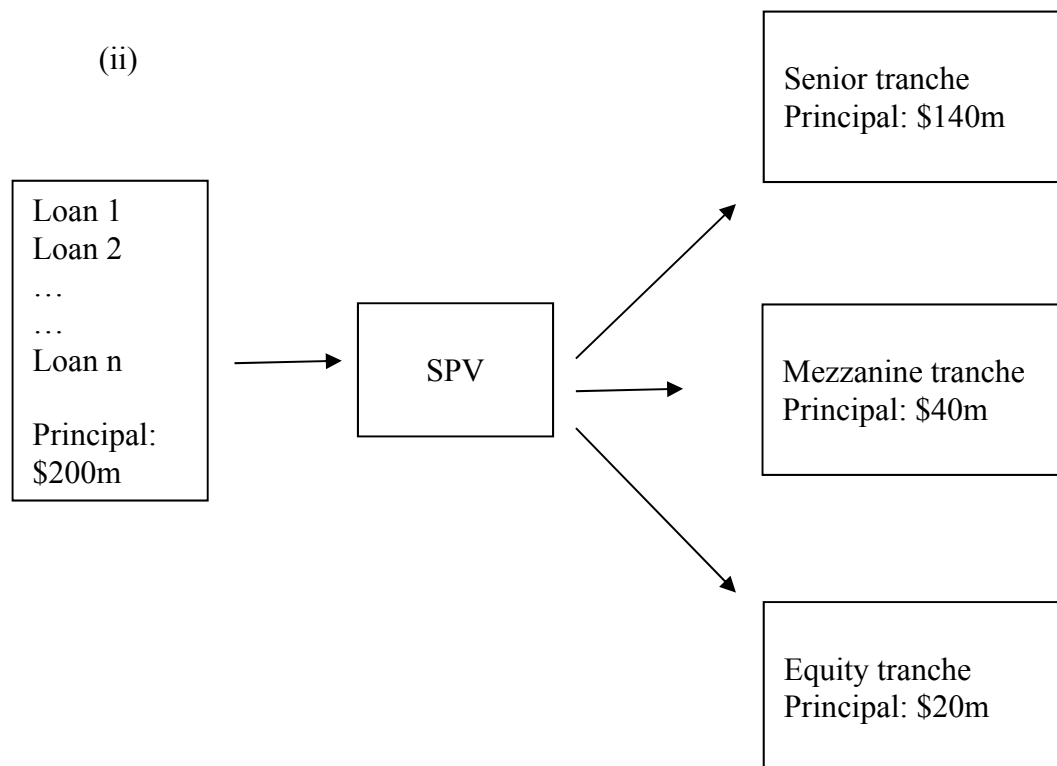 (ii)
Loan 1
Loan 2
…
…
Loan n
Principal:
$200m
SPV
Senior tranche
Principal: $140m
Mezzanine tranche
Principal: $40m
Equity tranche
Principal: $20m